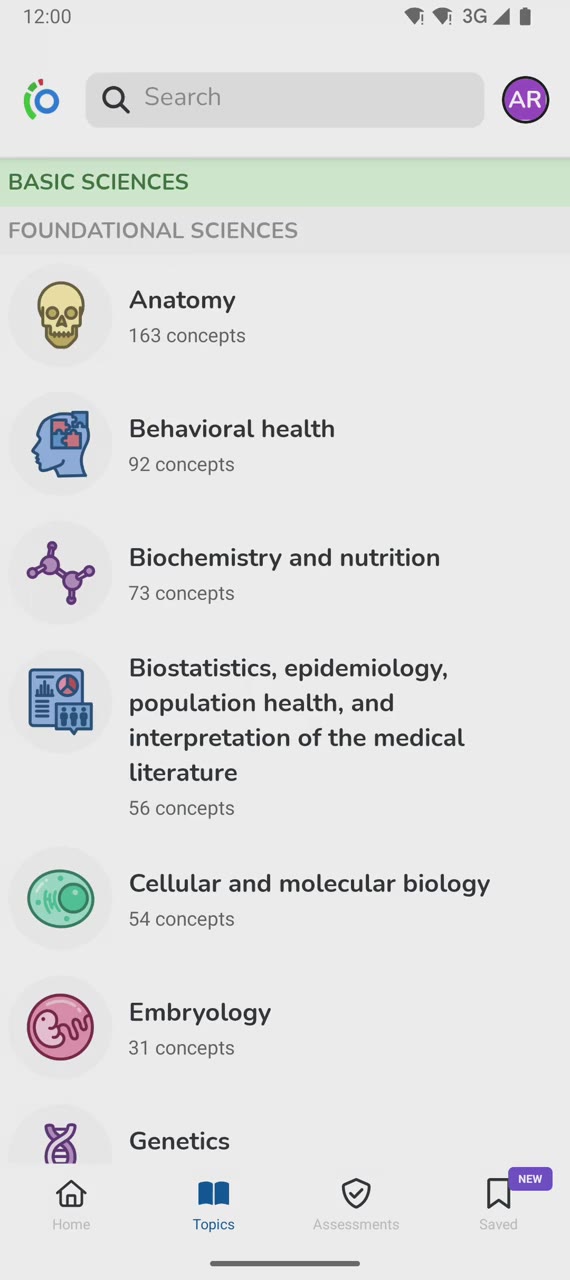 12:00
3G
Search
AR
BASIC SCIENCES
FOUNDATIONAL SCIENCES
Anatomy
163 concepts
Behavioral health
92 concepts
Biochemistry and nutrition
73 concepts
Biostatistics, epidemiology,
population health, and
interpretation of the medical
literature
56 concepts
Cellular and molecular biology
54 concepts
Embryology
31 concepts
Genetics
NEW
Home
Topics
Assessments
Saved